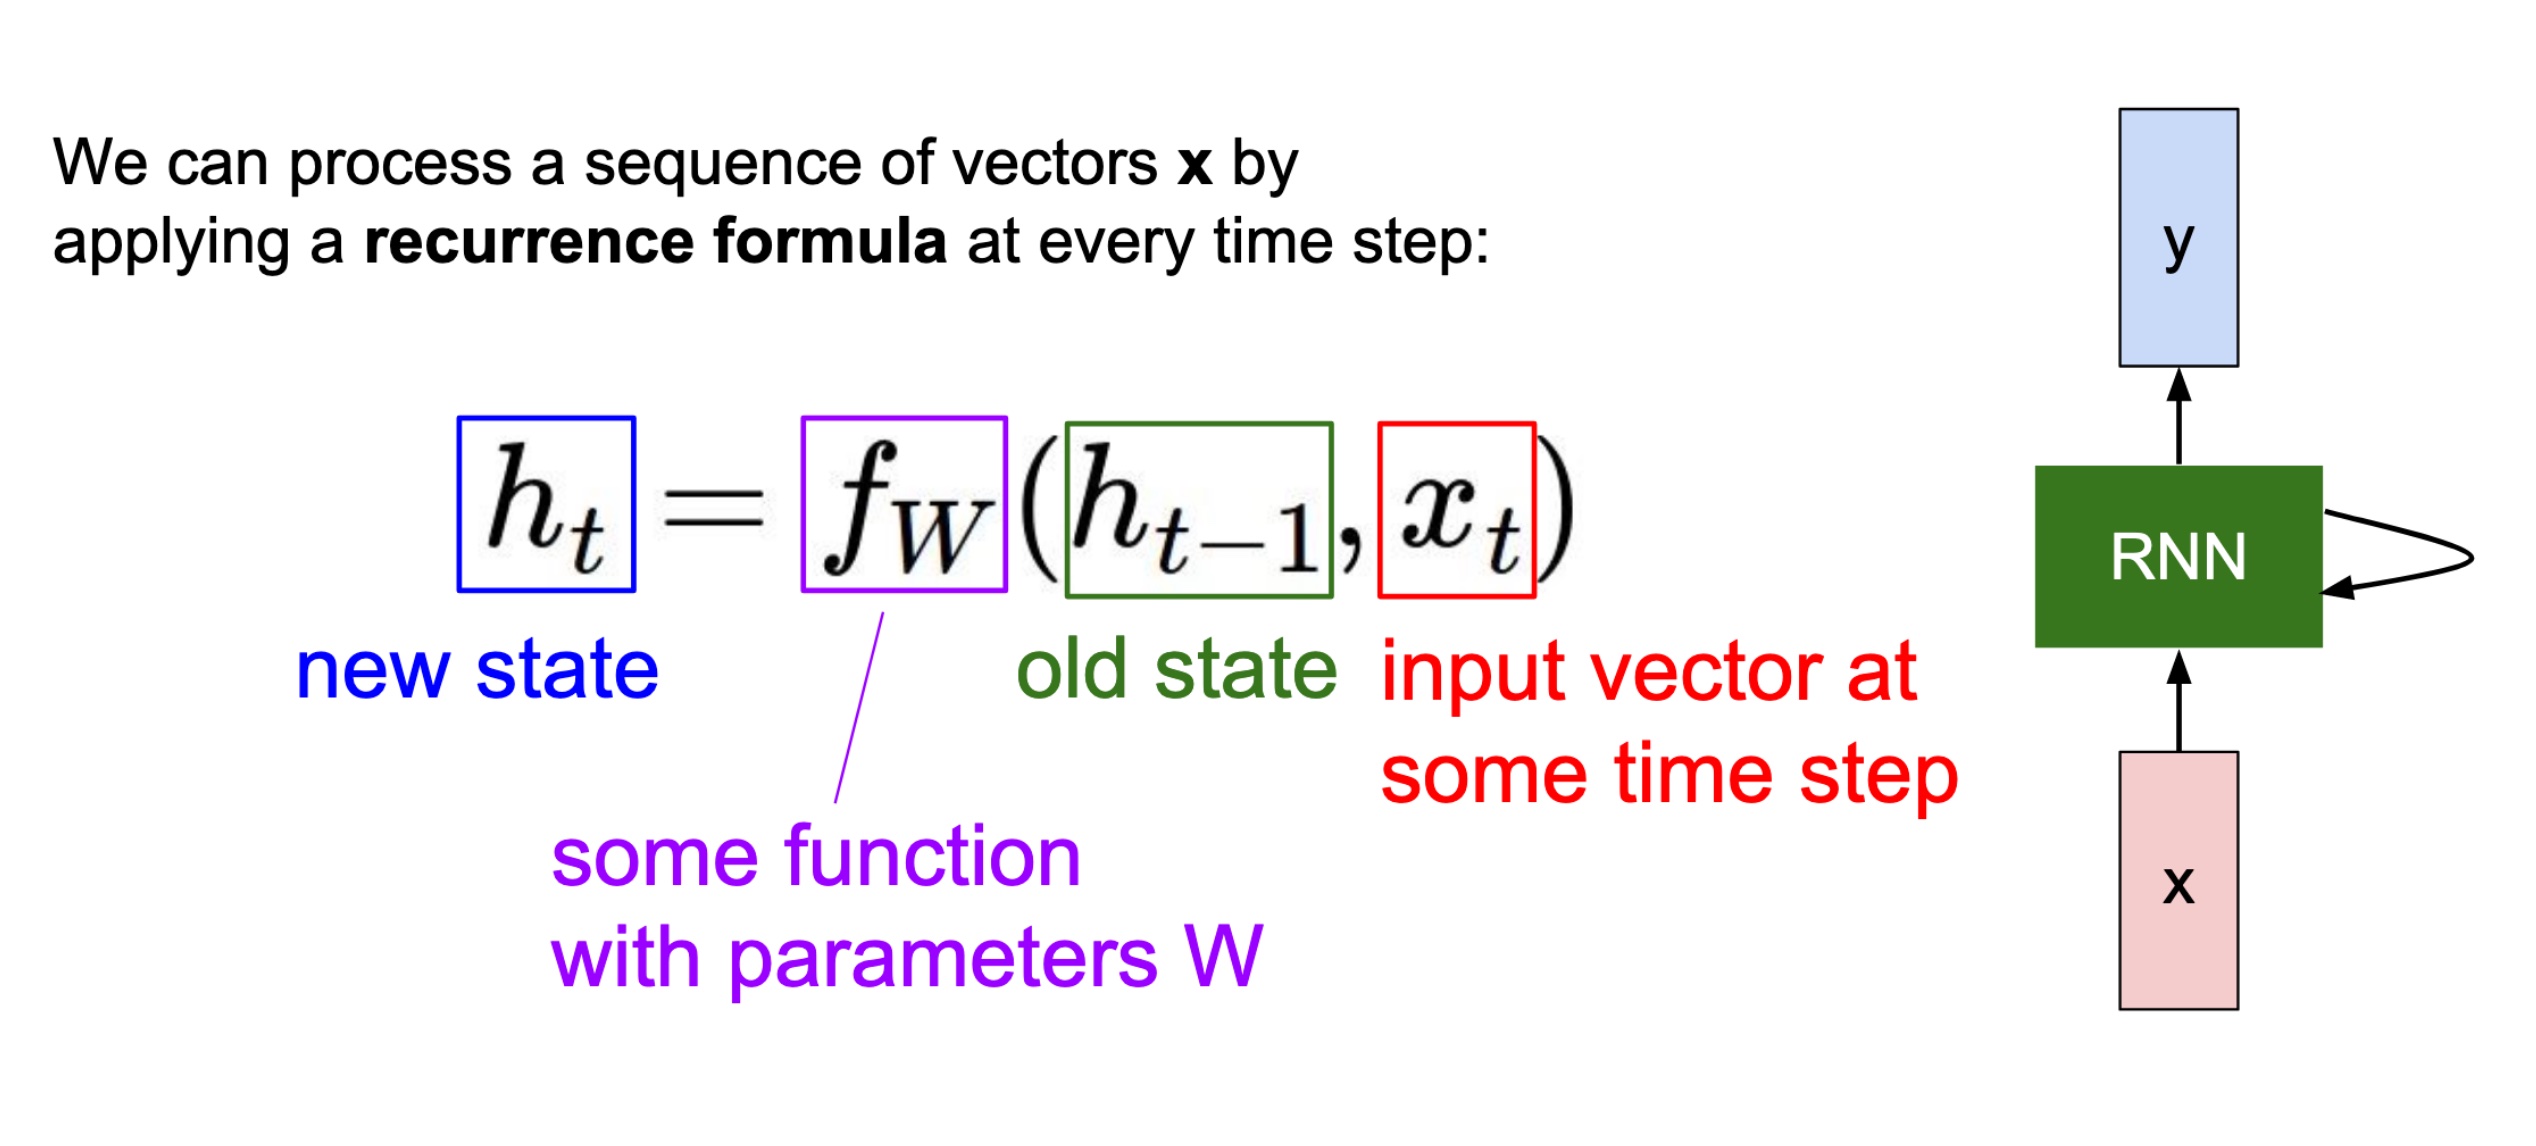 We can process a sequence of vectors x by
applying a recurrence formula at every time step:
h_t = f_W(h_{t-1}, x_t)
new state
old state
input vector at
some time step
some function
with parameters W
y
RNN
x